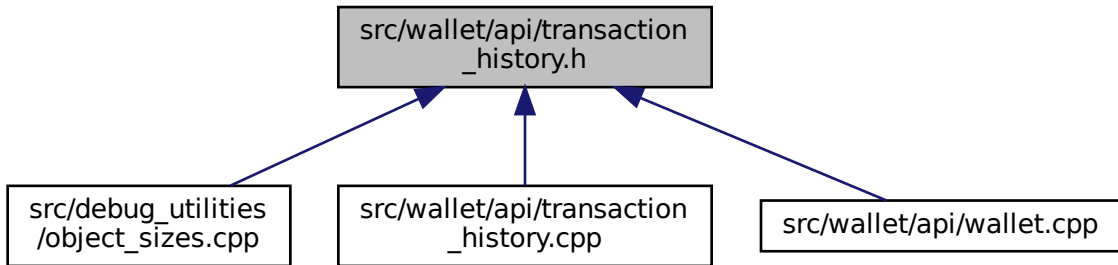 src/wallet/api/transaction
_history.h
src/debug_utilities
/object_sizes.cpp
src/wallet/api/transaction
_history.cpp
src/wallet/api/wallet.cpp